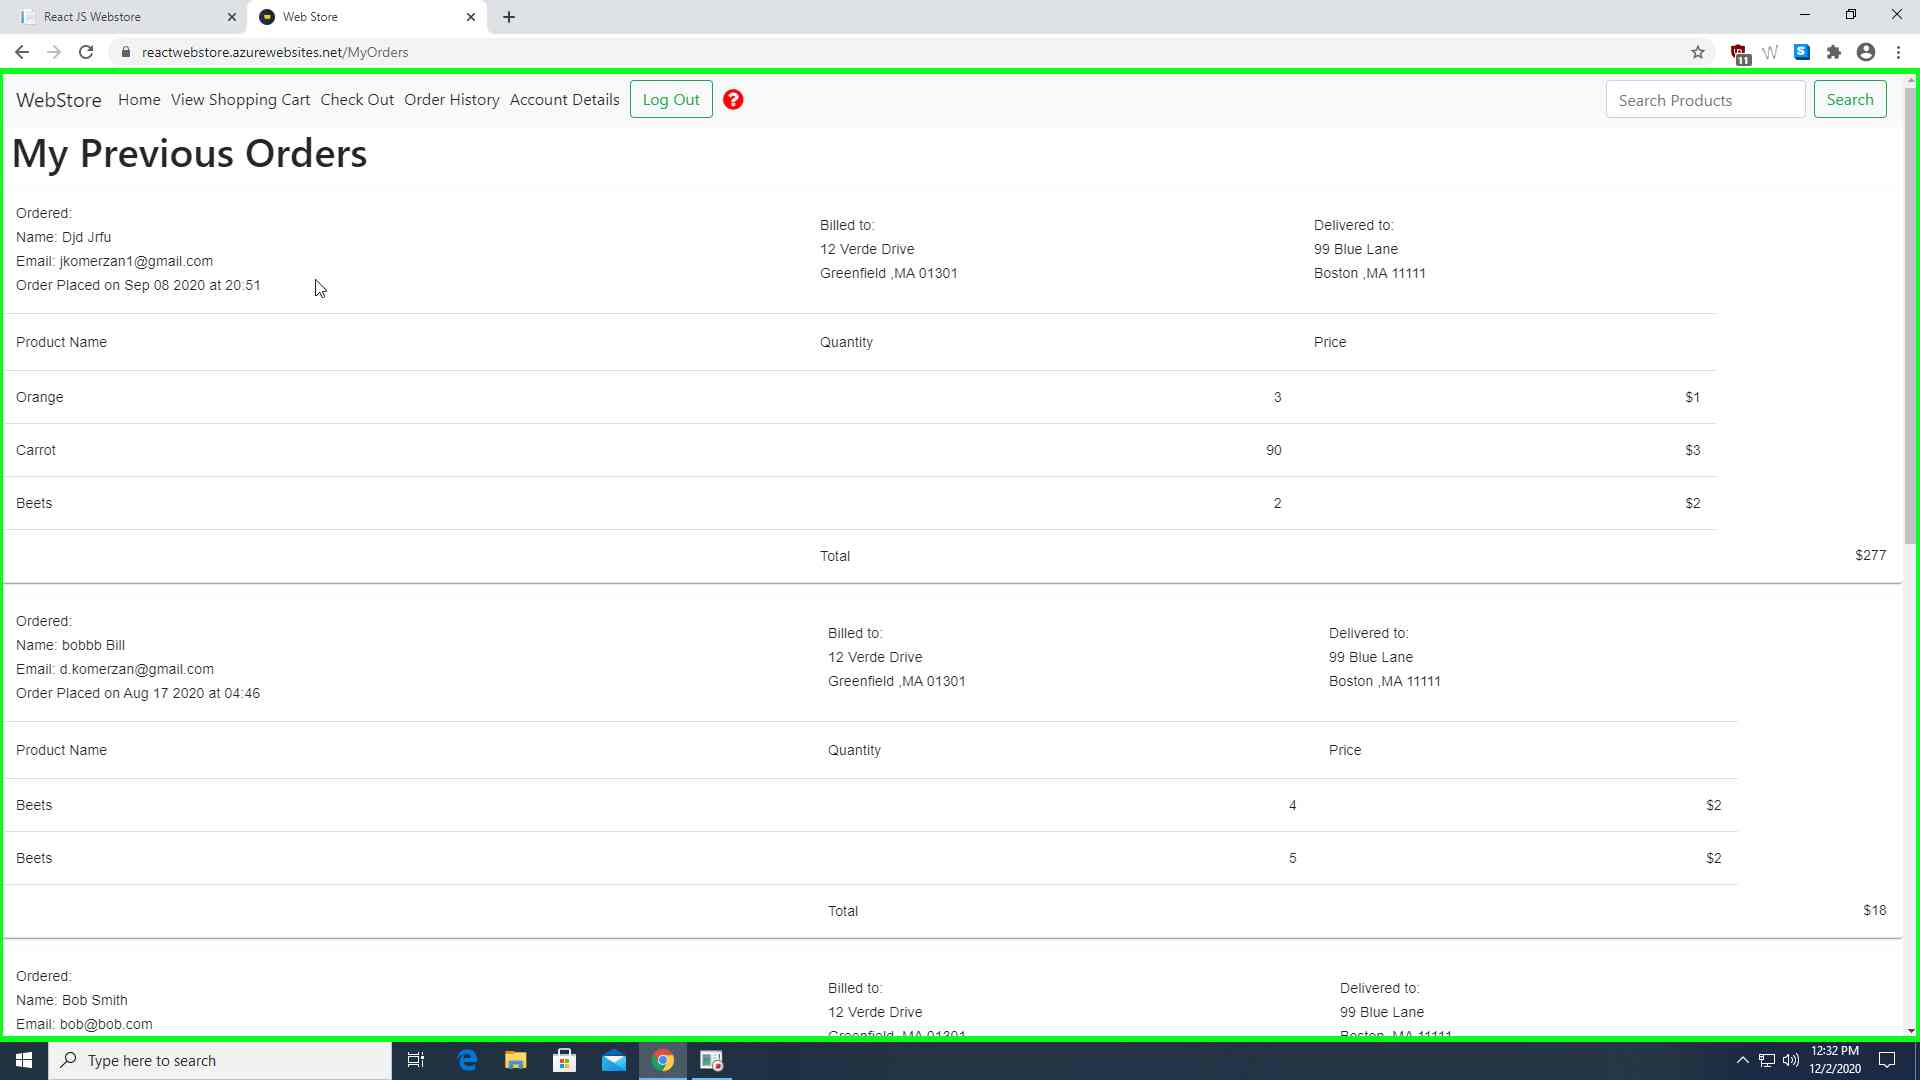 React JS Webstore
Web Store
reactwebstore.azurewebsites.net/MyOrders
11
WebStore Home View Shopping Cart Check Out Order History Account Details Log Out ? Search Products Search
My Previous Orders
Ordered:
Name: Djd Jrfu
Email: jkomerzan1@gmail.com
Order Placed on Sep 08 2020 at 20:51
Billed to:
12 Verde Drive
Greenfield ,MA 01301
Delivered to:
99 Blue Lane
Boston ,MA 11111
Product Name Quantity Price
Orange 3 $1
Carrot 90 $3
Beets 2 $2
Total $277
Ordered:
Name: bobbb Bill
Email: d.komerzan@gmail.com
Order Placed on Aug 17 2020 at 04:46
Billed to:
12 Verde Drive
Greenfield ,MA 01301
Delivered to:
99 Blue Lane
Boston ,MA 11111
Product Name Quantity Price
Beets 4 $2
Beets 5 $2
Total $18
Ordered:
Name: Bob Smith
Email: bob@bob.com
Billed to:
12 Verde Drive
Greenfield ,MA 01301
Delivered to:
99 Blue Lane
Boston ,MA 11111
Type here to search
12:32 PM
12/2/2020